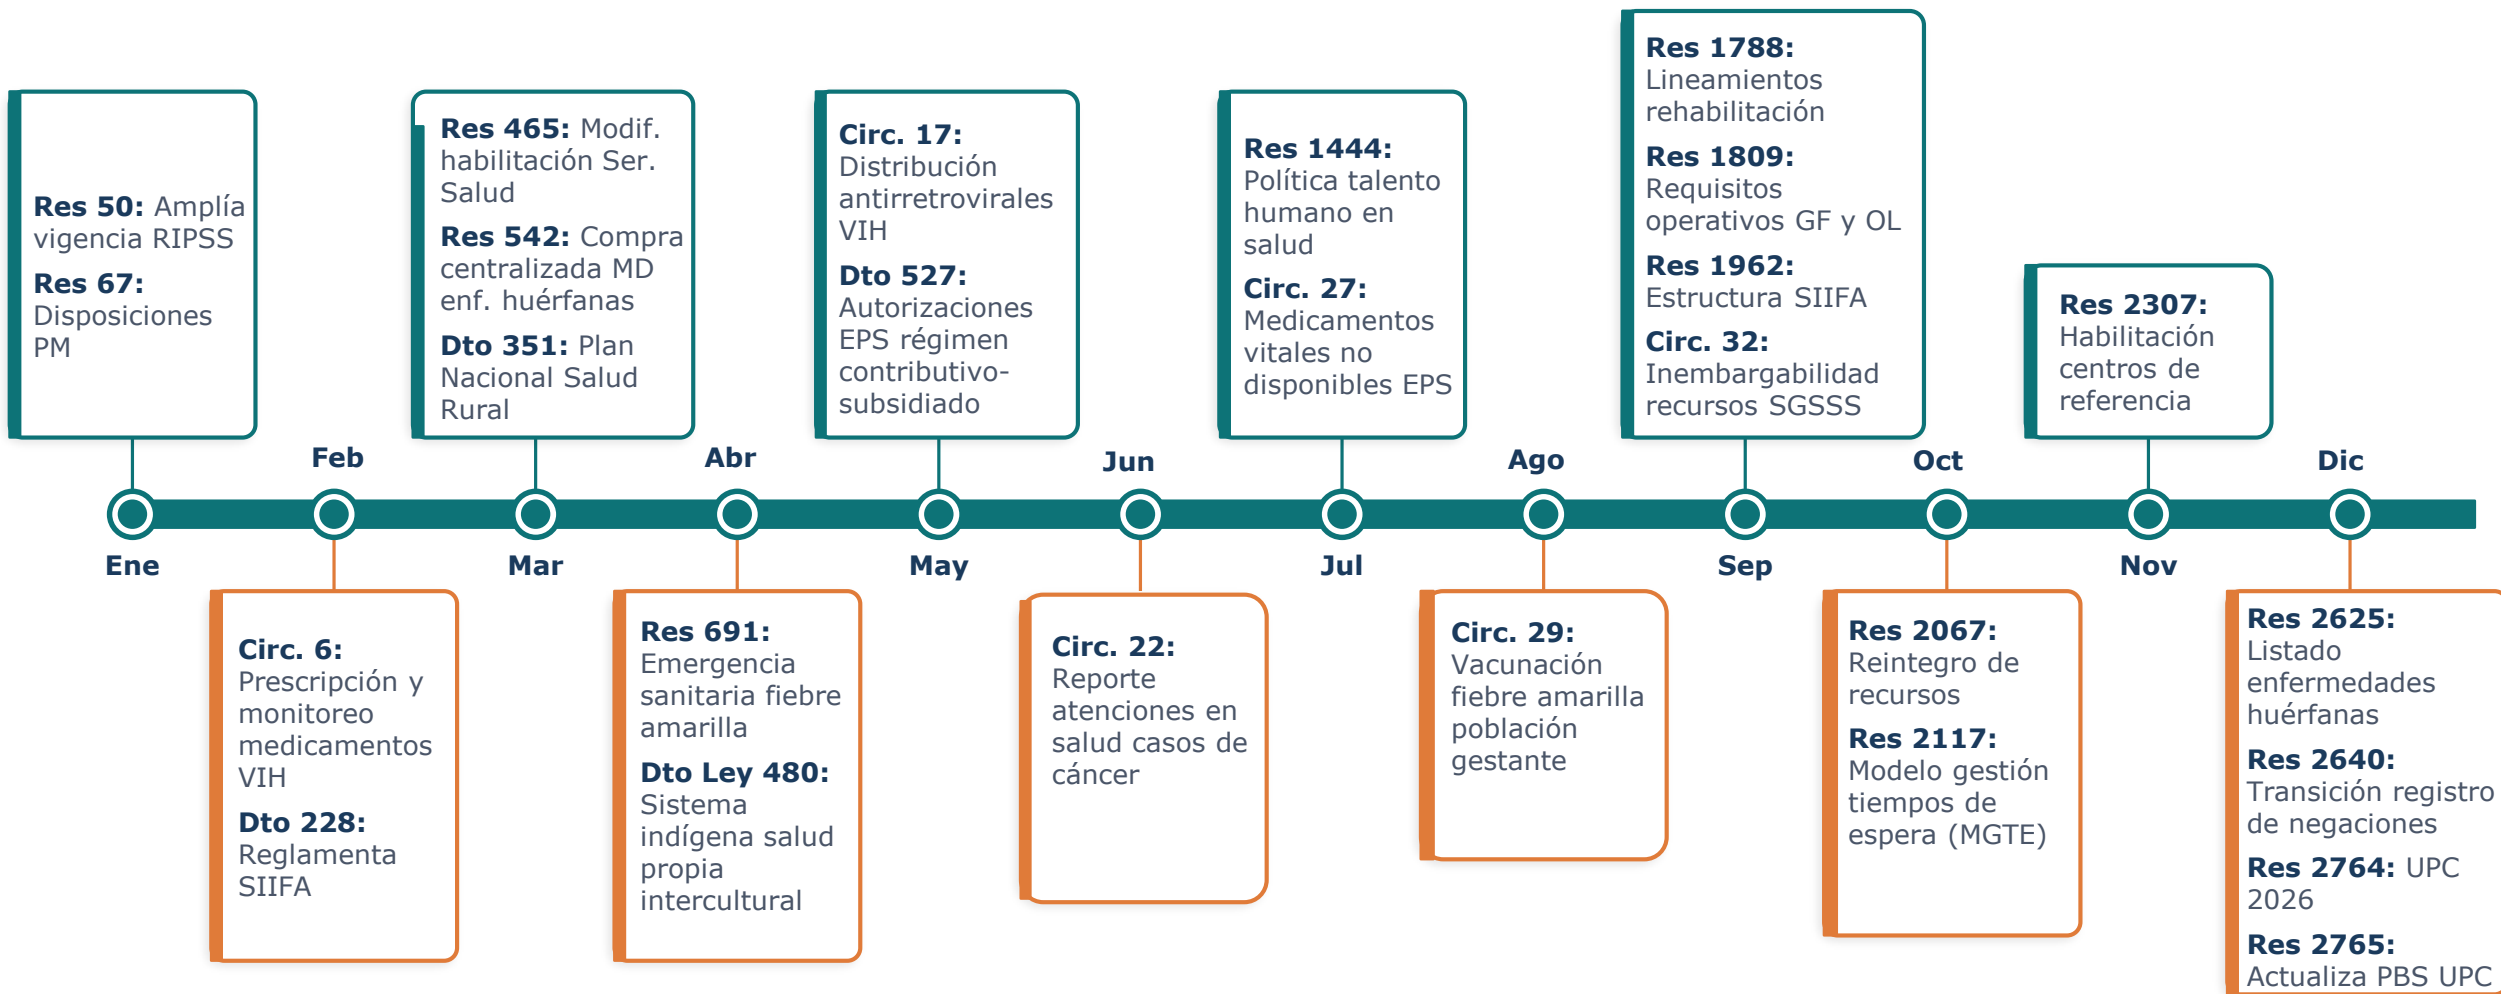 Res 50: Amplía
vigencia RIPSS
Res 67:
Disposiciones
PM
Ene
Feb
Circ. 6:
Prescripción y
monitoreo
medicamentos
VIH
Dto 228:
Reglamenta
SIIFA
Res 465: Modif.
habilitación Ser.
Salud
Res 542: Compra
centralizada MD
enf. huérfanas
Dto 351: Plan
Nacional Salud
Rural
Mar
Abr
Res 691:
Emergencia
sanitaria fiebre
amarilla
Dto Ley 480:
Sistema
indígena salud
propia
intercultural
Circ. 17:
Distribución
antirretrovirales
VIH
Dto 527:
Autorizaciones
EPS régimen
contributivo-
subsidiado
May
Jun
Circ. 22:
Reporte
atenciones en
salud casos de
cáncer
Res 1444:
Política talento
humano en
salud
Circ. 27:
Medicamentos
vitales no
disponibles EPS
Jul
Ago
Circ. 29:
Vacunación
fiebre amarilla
población
gestante
Res 1788:
Lineamientos
rehabilitación
Res 1809:
Requisitos
operativos GF y OL
Res 1962:
Estructura SIIFA
Circ. 32:
Inembargabilidad
recursos SGSSS
Sep
Oct
Res 2067:
Reintegro de
recursos
Res 2117:
Modelo gestión
tiempos de
espera (MGTE)
Res 2307:
Habilitación
centros de
referencia
Nov
Dic
Res 2625:
Listado
enfermedades
huérfanas
Res 2640:
Transición registro
de negaciones
Res 2764: UPC
2026
Res 2765:
Actualiza PBS UPC